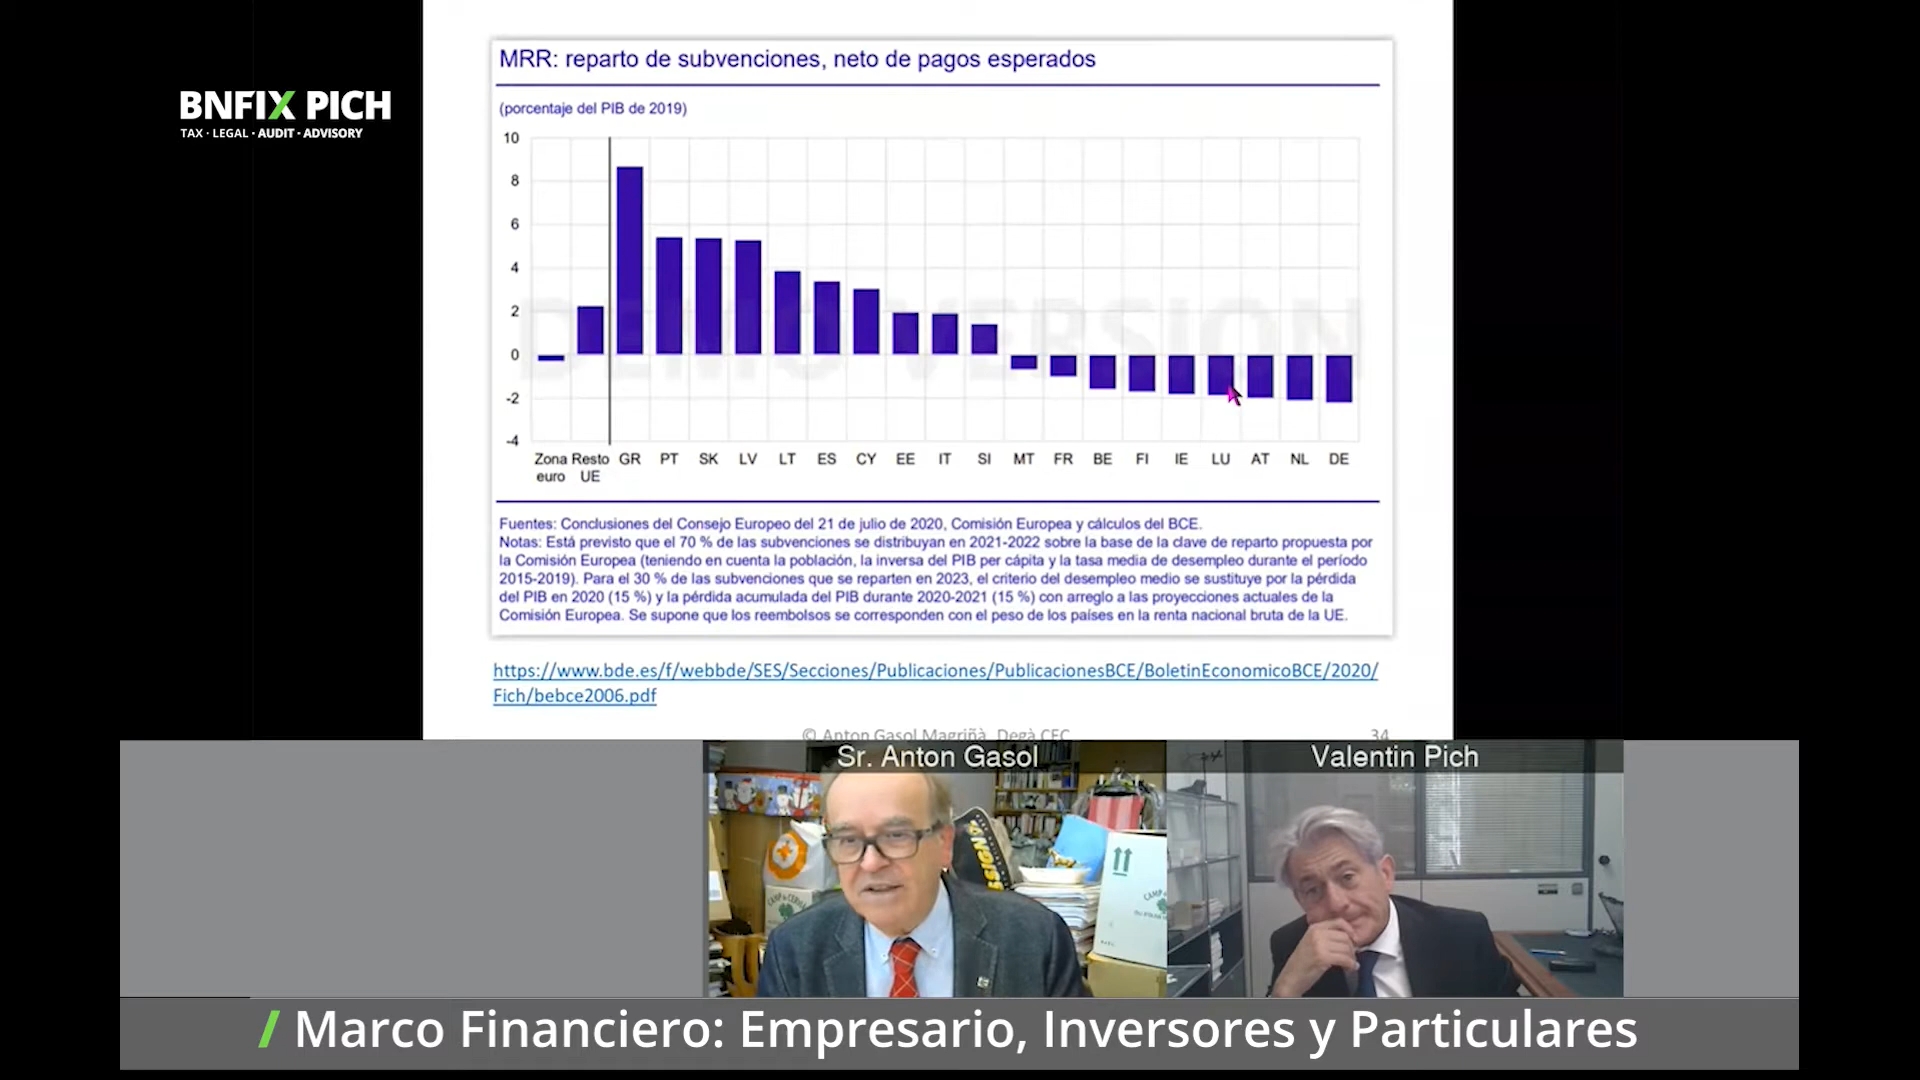 MRR: reparto de subvenciones, neto de pagos esperados
BNFIX PICH
TAX · LEGAL · AUDIT · ADVISORY
(porcentaje del PIB de 2019)
10
8
6
4
2
0
-2
-4
DEMO VERSION
Zona Resto GR PT SK LV LT ES CY EE IT SI MT FR BE FI IE LU AT NL DE
euro UE
Fuentes: Conclusiones del Consejo Europeo del 21 de julio de 2020, Comisión Europea y cálculos del BCE.
Notas: Está previsto que el 70 % de las subvenciones se distribuyan en 2021-2022 sobre la base de la clave de reparto propuesta por
la Comisión Europea (teniendo en cuenta la población, la inversa del PIB per cápita y la tasa media de desempleo durante el período
2015-2019). Para el 30 % de las subvenciones que se reparten en 2023, el criterio del desempleo medio se sustituye por la pérdida
del PIB en 2020 (15 %) y la pérdida acumulada del PIB durante 2020-2021 (15 %) con arreglo a las proyecciones actuales de la
Comisión Europea. Se supone que los reembolsos se corresponden con el peso de los países en la renta nacional bruta de la UE.
https://www.bde.es/f/webbde/SES/Secciones/Publicaciones/PublicacionesBCE/BoletinEconomicoBCE/2020/
Fich/bebce2006.pdf
© Anton Gasol Magriñà, Degà CEC 34
Sr. Anton Gasol
Valentin Pich
/ Marco Financiero: Empresario, Inversores y Particulares